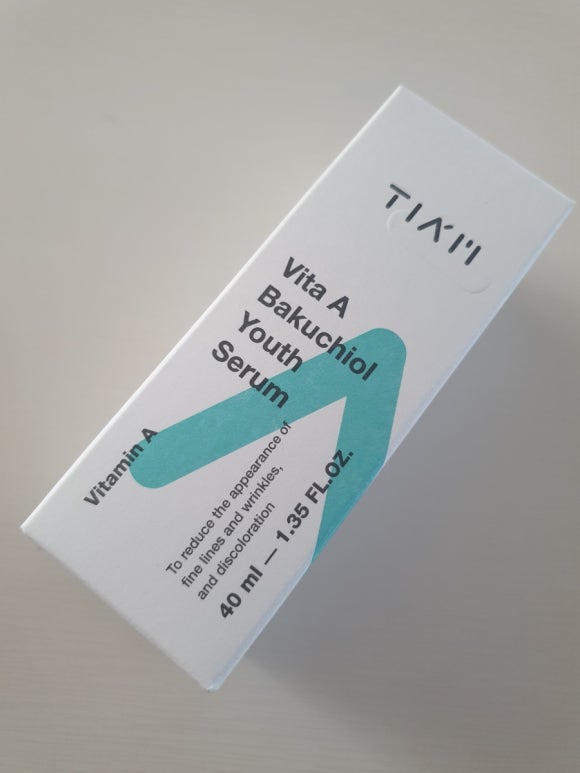 TIA'M
Vita A
Bakuchiol
Youth
Serum
Vitamin A
To reduce the appearance of
fine lines and wrinkles,
and discoloration
40 ml — 1.35 FL.OZ.